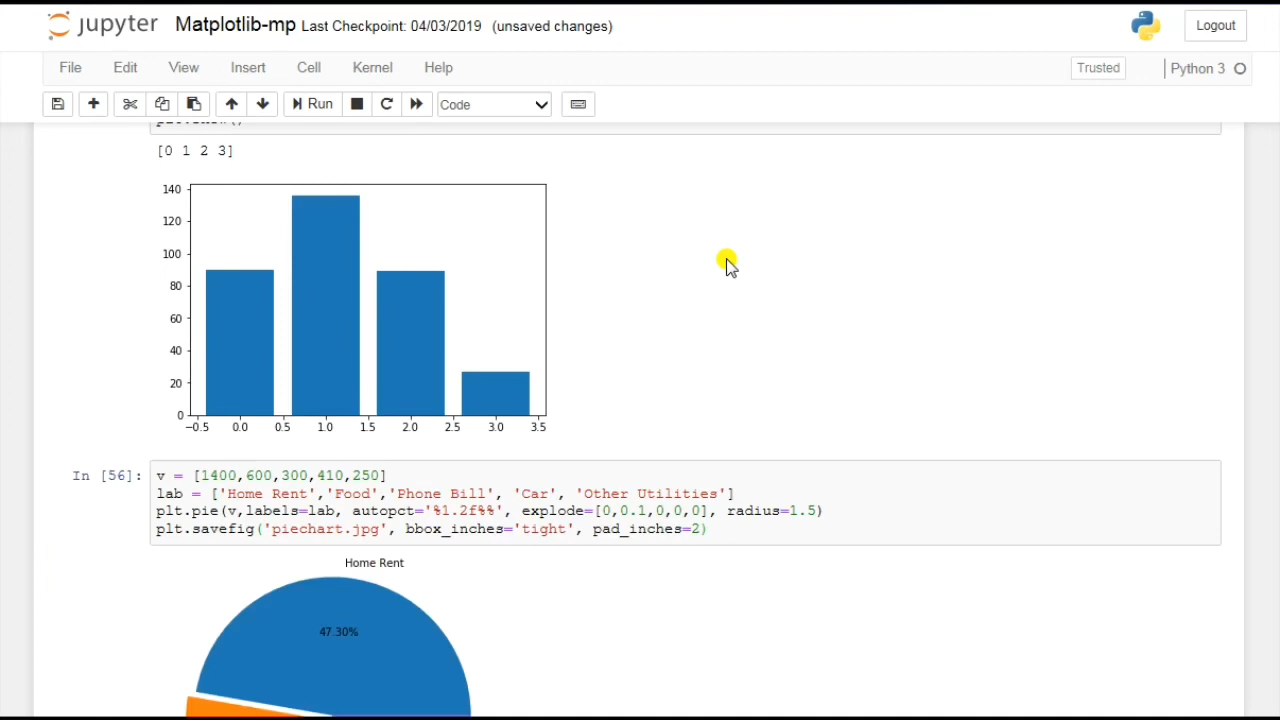 jupyter Matplotlib-mp Last Checkpoint: 04/03/2019 (unsaved changes) Logout
File Edit View Insert Cell Kernel Help Trusted Python 3
Run Code
[0 1 2 3]
140
120
100
80
60
40
20
0
−0.5 0.0 0.5 1.0 1.5 2.0 2.5 3.0 3.5
In [56]: v = [1400,600,300,410,250]
lab = ['Home Rent','Food','Phone Bill', 'Car', 'Other Utilities']
plt.pie(v,labels=lab, autopct='%1.2f%%', explode=[0,0.1,0,0,0], radius=1.5)
plt.savefig('piechart.jpg', bbox_inches='tight', pad_inches=2)
Home Rent
47.30%